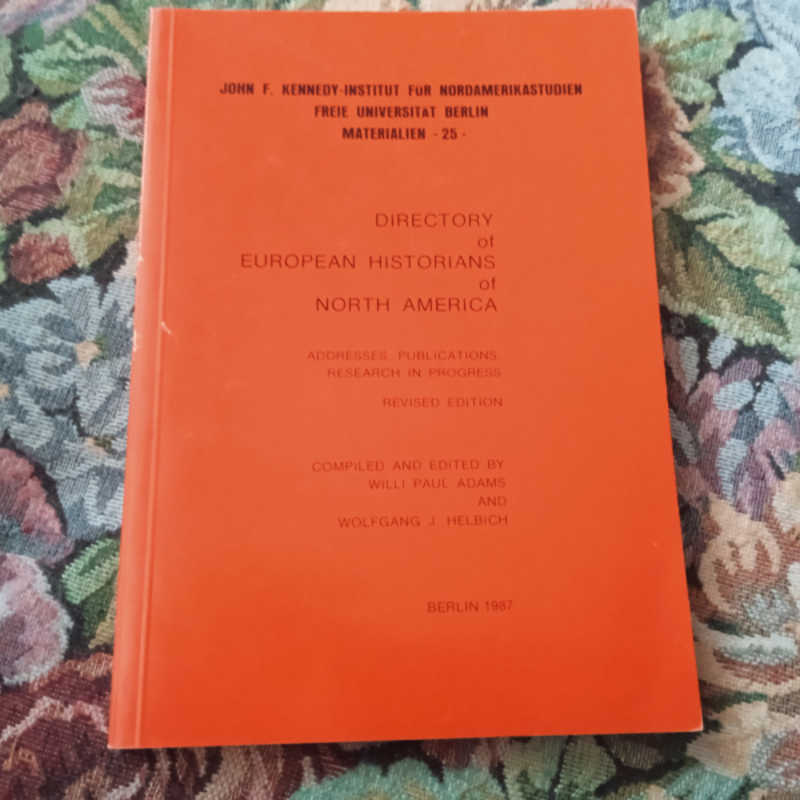 JOHN F. KENNEDY-INSTITUT FÜR NORDAMERIKASTUDIEN
FREIE UNIVERSITÄT BERLIN
MATERIALIEN - 25 -
DIRECTORY
of
EUROPEAN HISTORIANS
of
NORTH AMERICA
ADDRESSES, PUBLICATIONS,
RESEARCH IN PROGRESS
REVISED EDITION
COMPILED AND EDITED BY
WILLI PAUL ADAMS
AND
WOLFGANG J. HELBICH
BERLIN 1987